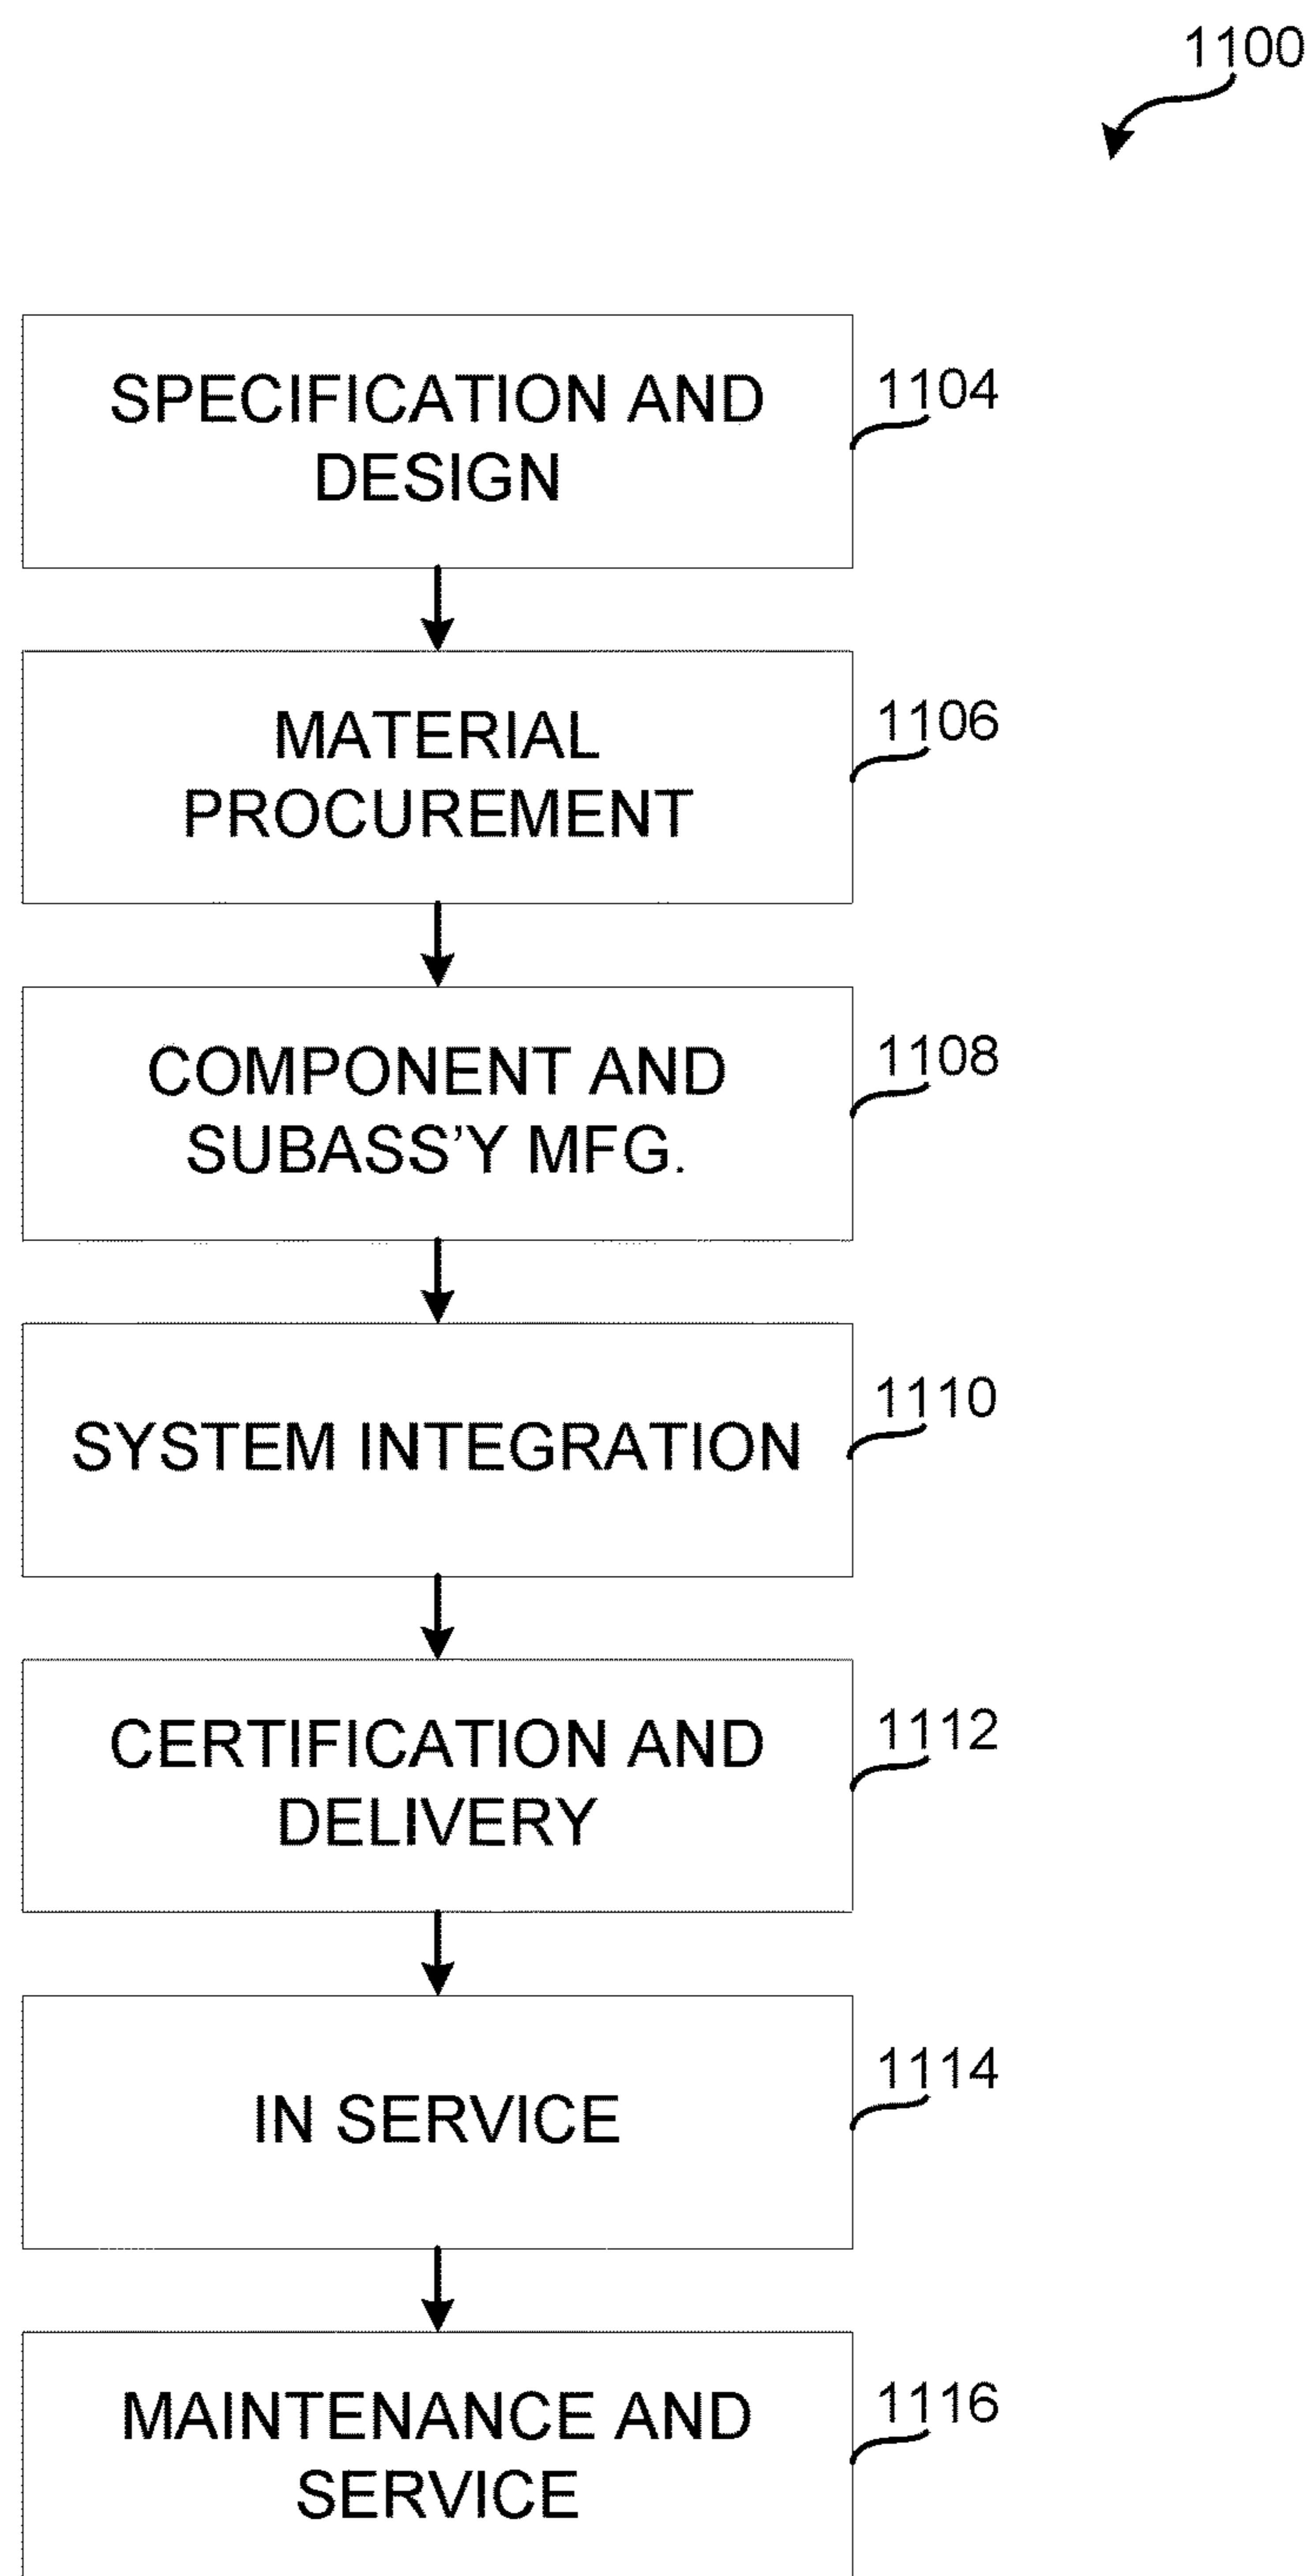 1100
SPECIFICATION AND
DESIGN
1104
MATERIAL
PROCUREMENT
1106
COMPONENT AND
SUBASS’Y MFG.
1108
SYSTEM INTEGRATION
1110
CERTIFICATION AND
DELIVERY
1112
IN SERVICE
1114
MAINTENANCE AND
SERVICE
1116